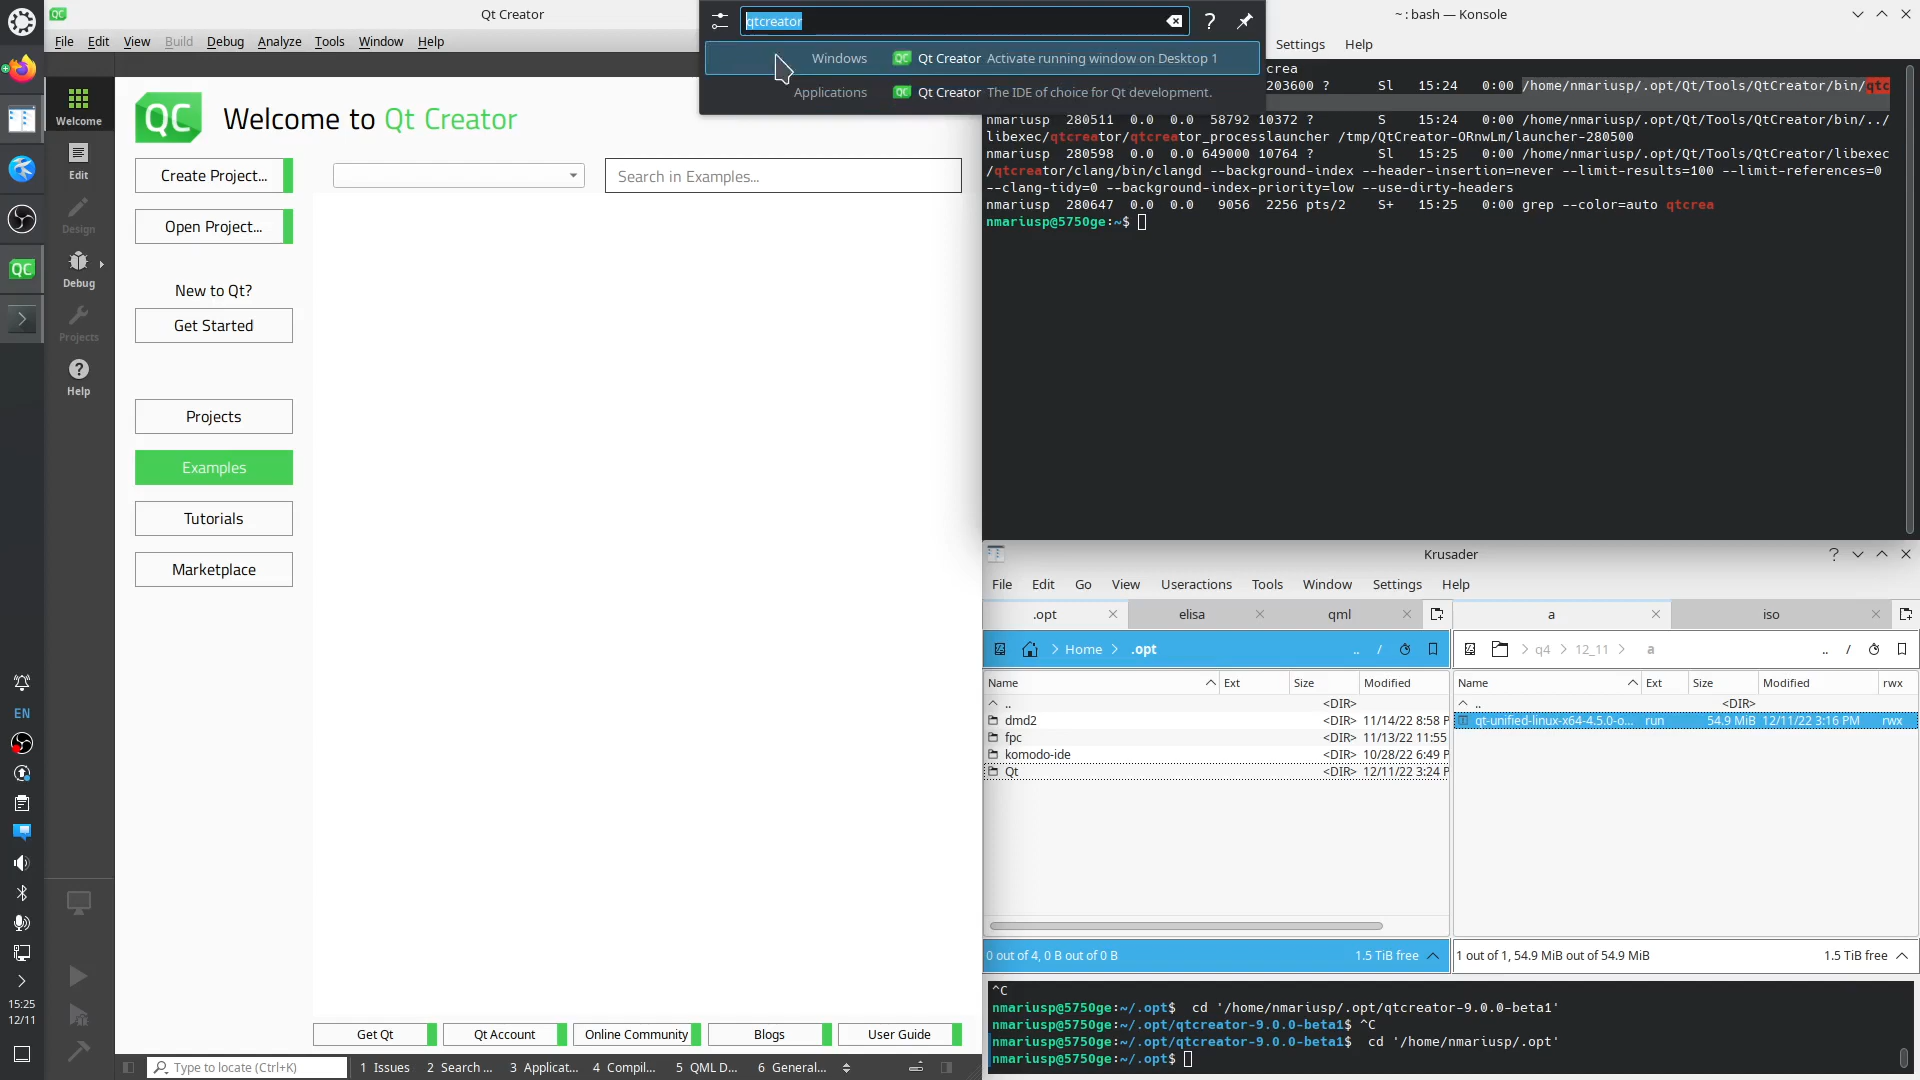 Qt Creator
File Edit View Build Debug Analyze Tools Window Help
qtcreator
?
Windows Qt Creator Activate running window on Desktop 1
Applications Qt Creator The IDE of choice for Qt development.
~ : bash — Konsole
Settings Help
crea
203600 ? Sl 15:24 0:00 /home/nmariusp/.opt/Qt/Tools/QtCreator/bin/qtc
nmariusp 280511 0.0 0.0 58792 10372 ? S 15:24 0:00 /home/nmariusp/.opt/Qt/Tools/QtCreator/bin/../
libexec/qtcreator/qtcreator_processlauncher /tmp/QtCreator-ORnwLm/launcher-280500
nmariusp 280598 0.0 0.0 649000 10764 ? Sl 15:25 0:00 /home/nmariusp/.opt/Qt/Tools/QtCreator/libexec
/qtcreator/clang/bin/clangd --background-index --header-insertion=never --limit-results=100 --limit-references=0
--clang-tidy=0 --background-index-priority=low --use-dirty-headers
nmariusp 280647 0.0 0.0 9056 2256 pts/2 S+ 15:25 0:00 grep --color=auto qtcrea
nmariusp@5750ge:~$
Welcome
Edit
Design
Debug
Projects
Help
QC
Welcome to Qt Creator
Create Project...
Search in Examples...
Open Project...
New to Qt?
Get Started
Projects
Examples
Tutorials
Marketplace
Get Qt
Qt Account
Online Community
Blogs
User Guide
Type to locate (Ctrl+K) 1 Issues 2 Search ... 3 Applicat... 4 Compil... 5 QML D... 6 General...
QC
EN
15:25
12/11
Krusader
?
File Edit Go View Useractions Tools Window Settings Help
.opt elisa qml
Home .opt .. /
Name Ext Size Modified
.. <DIR>
dmd2 <DIR> 11/14/22 8:58 P
fpc <DIR> 11/13/22 11:55
komodo-ide <DIR> 10/28/22 6:49 P
Qt <DIR> 12/11/22 3:24 P
0 out of 4, 0 B out of 0 B 1.5 TiB free
a iso
q4 12_11 a .. /
Name Ext Size Modified rwx
.. <DIR>
qt-unified-linux-x64-4.5.0-o... run 54.9 MiB 12/11/22 3:16 PM rwx
1 out of 1, 54.9 MiB out of 54.9 MiB 1.5 TiB free
^C
nmariusp@5750ge:~/.opt$ cd '/home/nmariusp/.opt/qtcreator-9.0.0-beta1'
nmariusp@5750ge:~/.opt/qtcreator-9.0.0-beta1$ ^C
nmariusp@5750ge:~/.opt/qtcreator-9.0.0-beta1$ cd '/home/nmariusp/.opt'
nmariusp@5750ge:~/.opt$